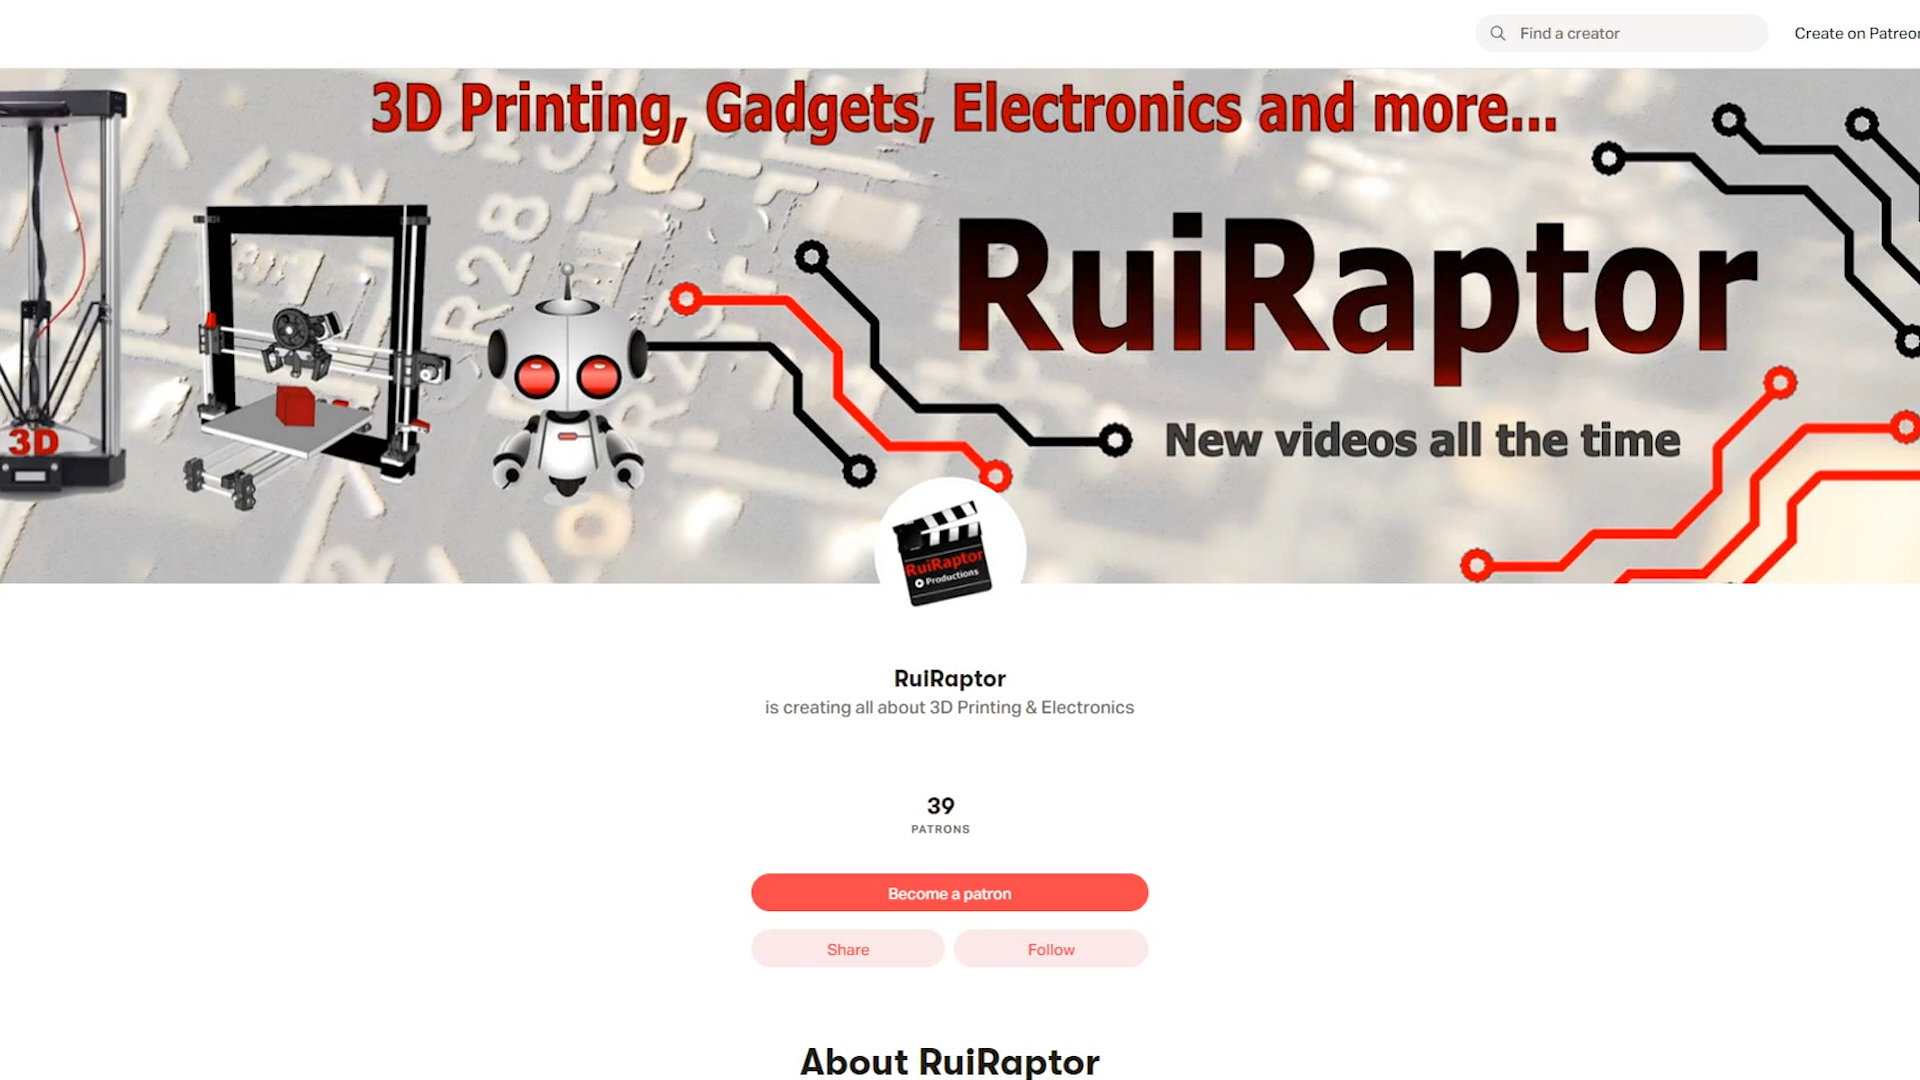 Find a creator
Create on Patreon
3D Printing, Gadgets, Electronics and more...
RuiRaptor
New videos all the time
R28
3D
RuiRaptor
Productions
RuiRaptor
is creating all about 3D Printing & Electronics
39
PATRONS
Become a patron
Share
Follow
About RuiRaptor